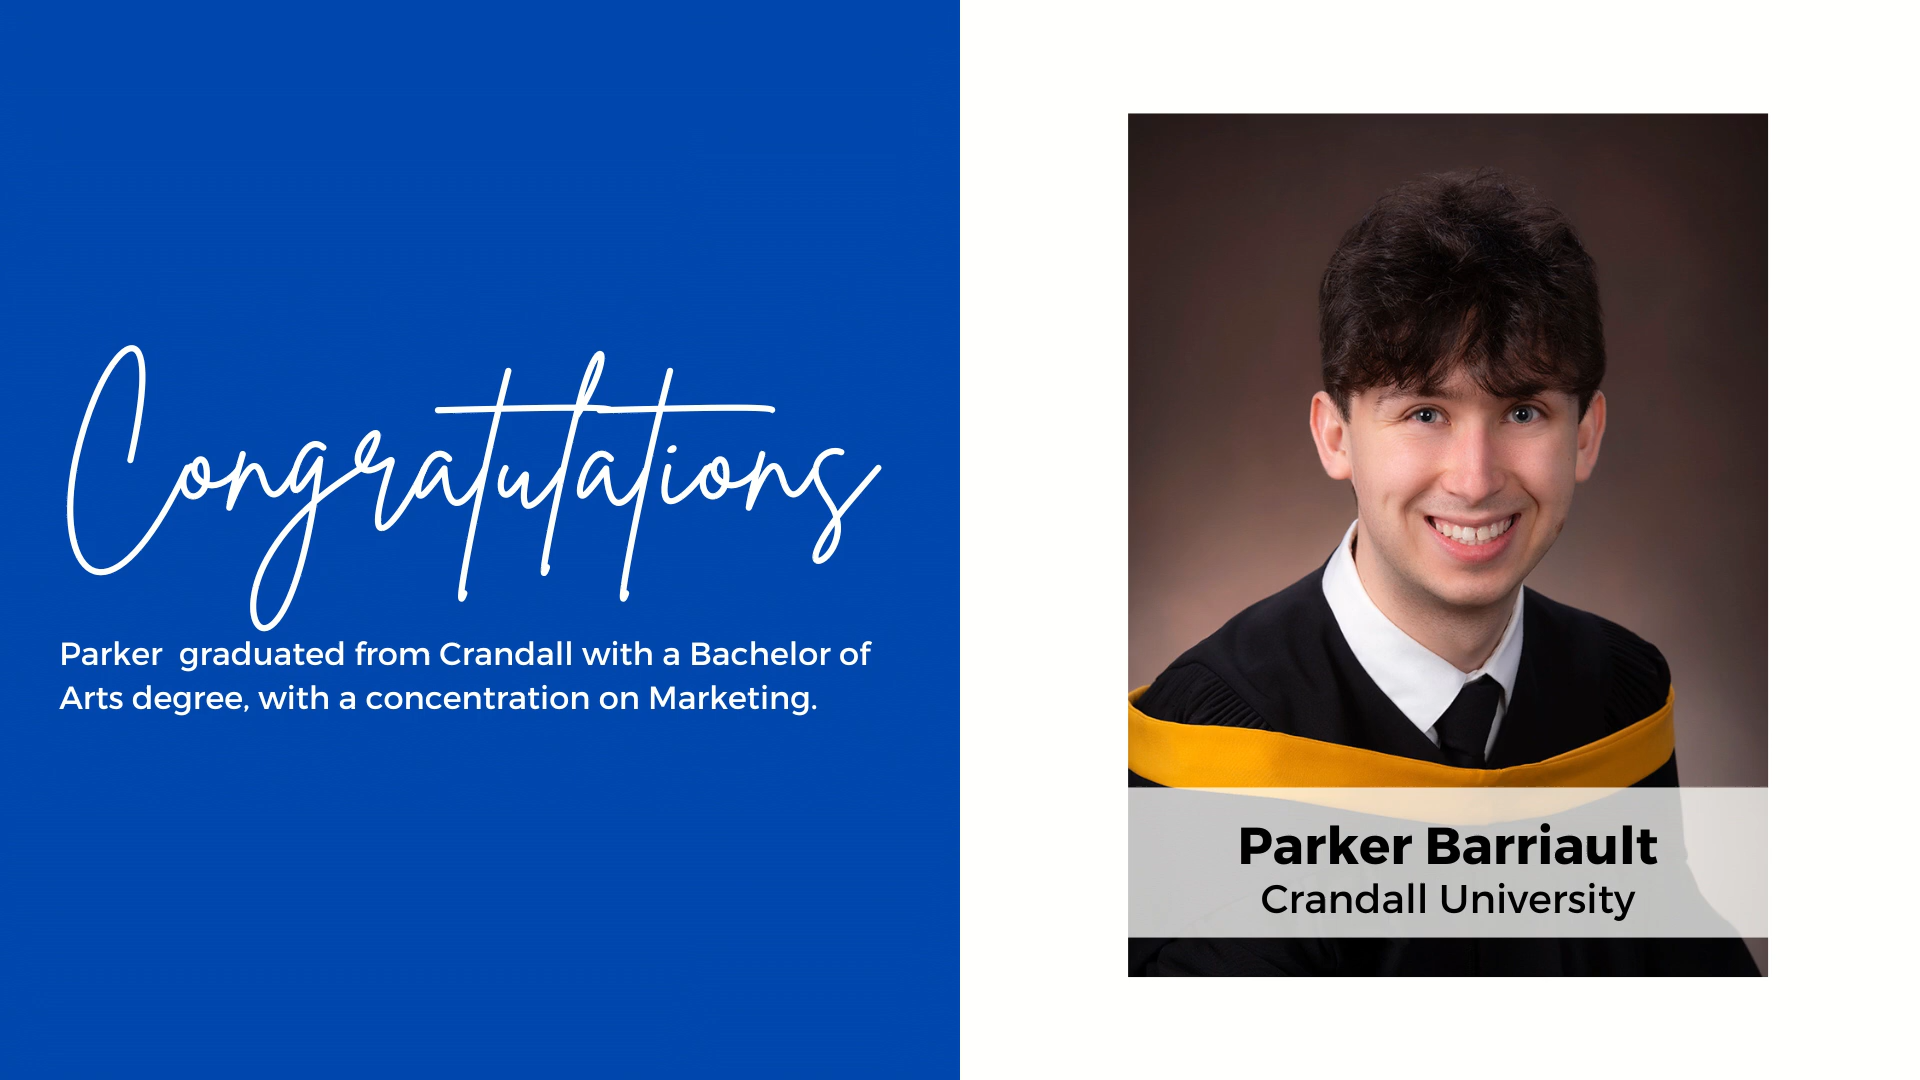 Congratulations
Parker  graduated from Crandall with a Bachelor of
Arts degree, with a concentration on Marketing.
Parker Barriault
Crandall University